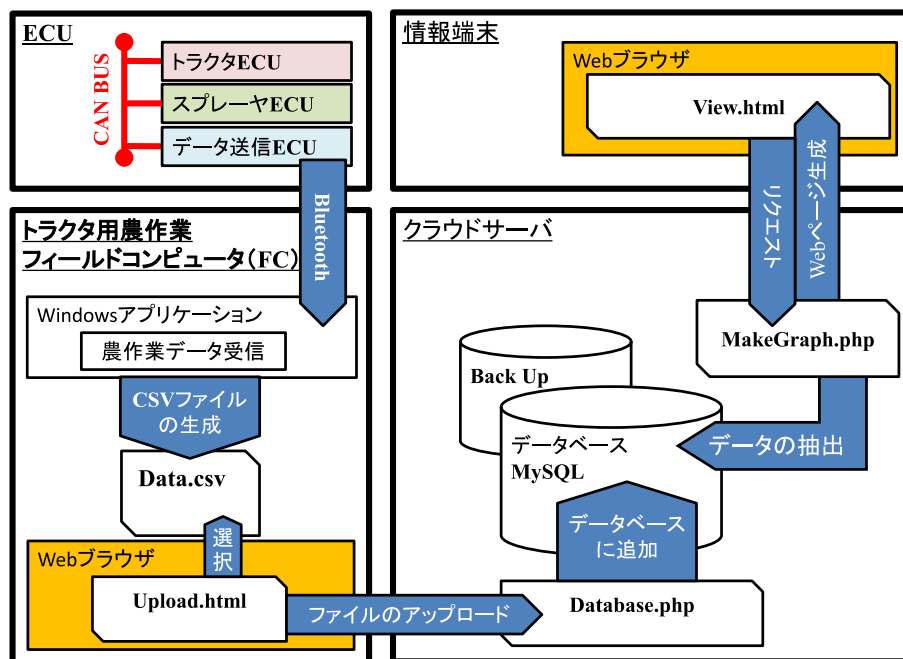 ECU
CAN BUS
トラクタECU
スプレーヤECU
データ送信ECU
Bluetooth
情報端末
Webブラウザ
View.html
リクエスト
Webページ生成
トラクタ用農作業
フィールドコンピュータ(FC)
Windowsアプリケーション
農作業データ受信
CSVファイル
の生成
Data.csv
選択
Webブラウザ
Upload.html
ファイルのアップロード
クラウドサーバ
MakeGraph.php
Back Up
データの抽出
データベース
MySQL
データベース
に追加
Database.php